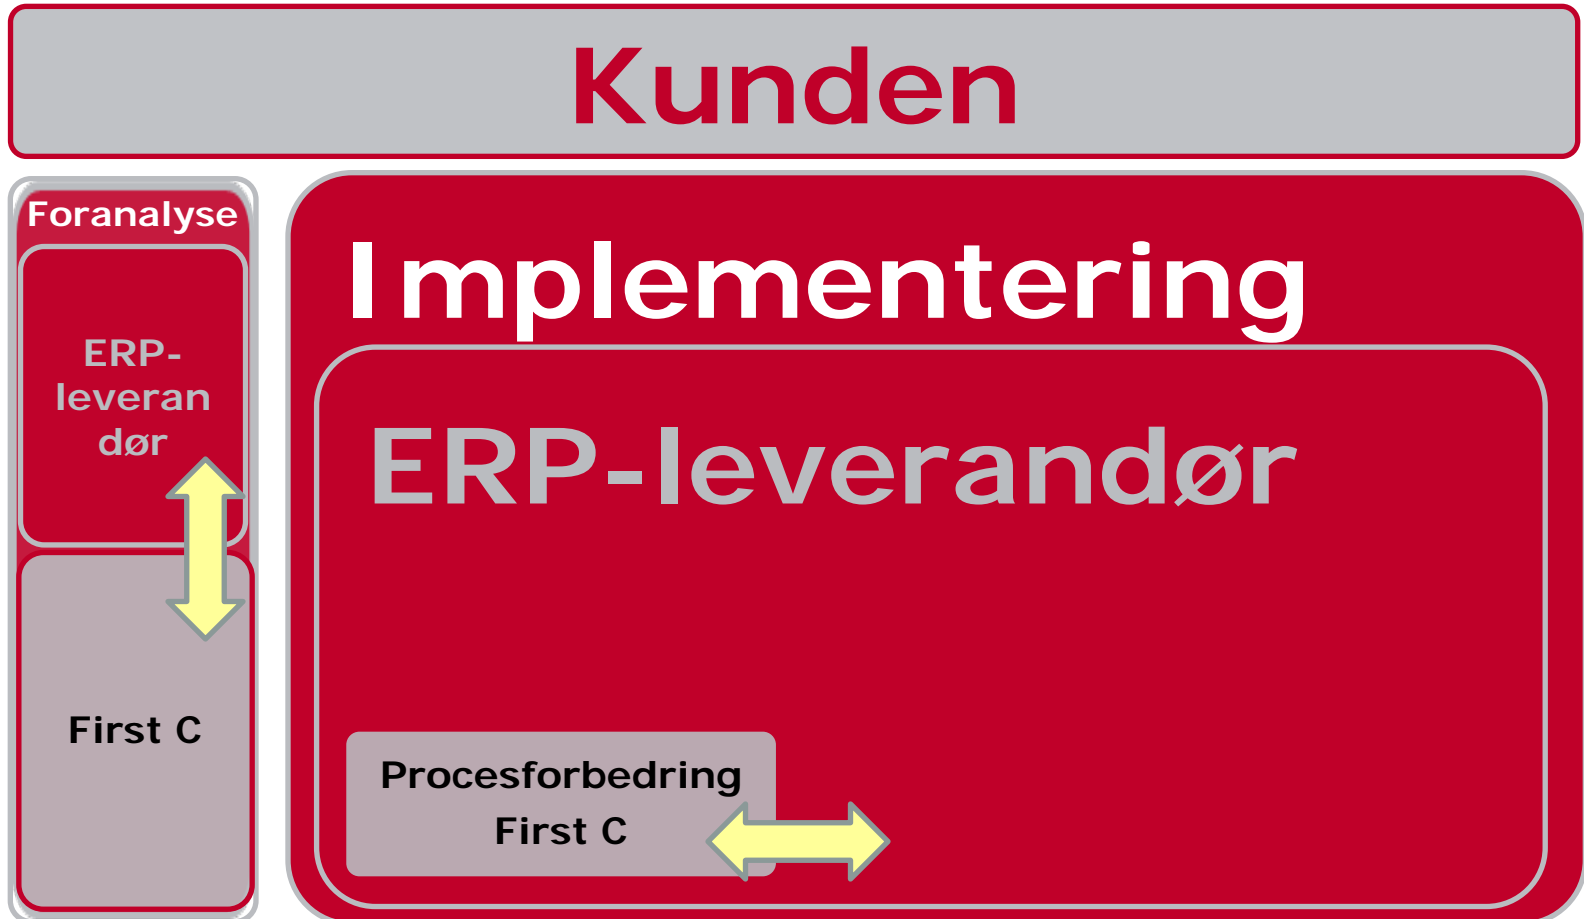 Kunden
Foranalyse
ERP-
leveran
dør
First C
Implementering
ERP-leverandør
Procesforbedring
First C